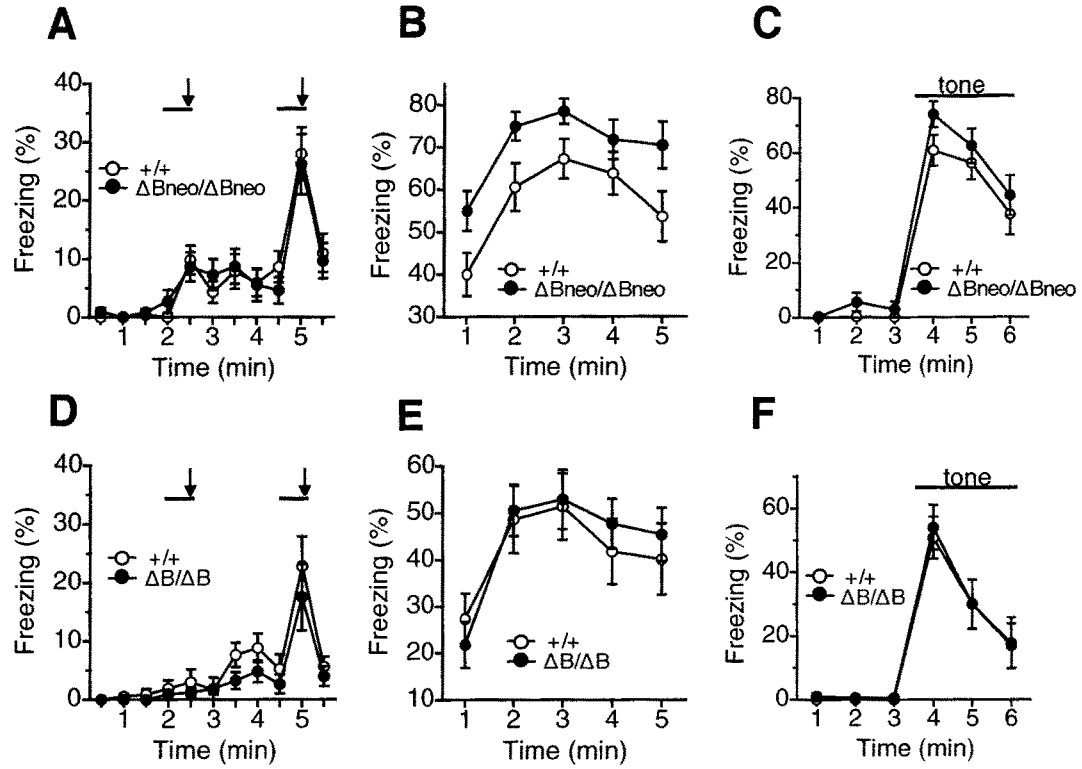 A
40
30
20
10
0
Freezing (%)
+/+
ΔBneo/ΔBneo
1 2 3 4 5
Time (min)
B
80
70
60
50
40
30
Freezing (%)
+/+
ΔBneo/ΔBneo
1 2 3 4 5
Time (min)
C
tone
80
60
40
20
0
Freezing (%)
+/+
ΔBneo/ΔBneo
1 2 3 4 5 6
Time (min)
D
40
30
20
10
0
Freezing (%)
+/+
ΔB/ΔB
1 2 3 4 5
Time (min)
E
60
50
40
30
20
10
Freezing (%)
+/+
ΔB/ΔB
1 2 3 4 5
Time (min)
F
tone
60
40
20
0
Freezing (%)
+/+
ΔB/ΔB
1 2 3 4 5 6
Time (min)